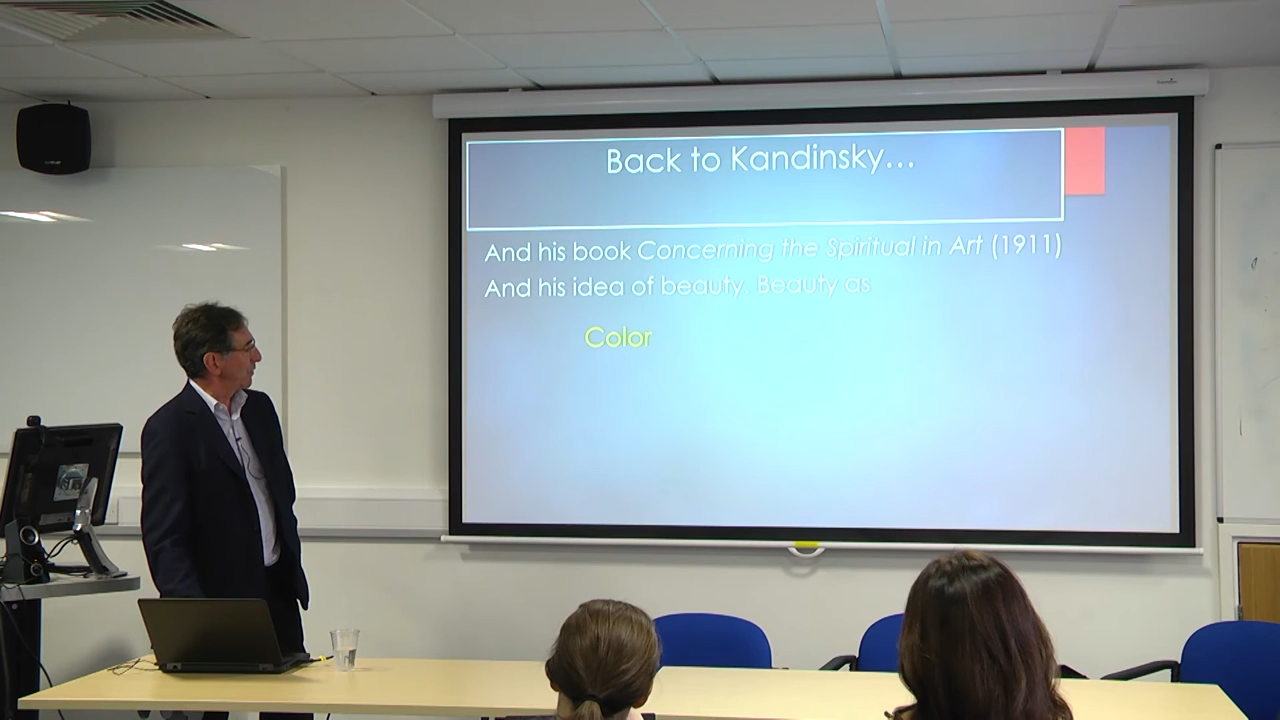 Back to Kandinsky...
And his book Concerning the Spiritual in Art (1911)
And his idea of beauty. Beauty as
Color